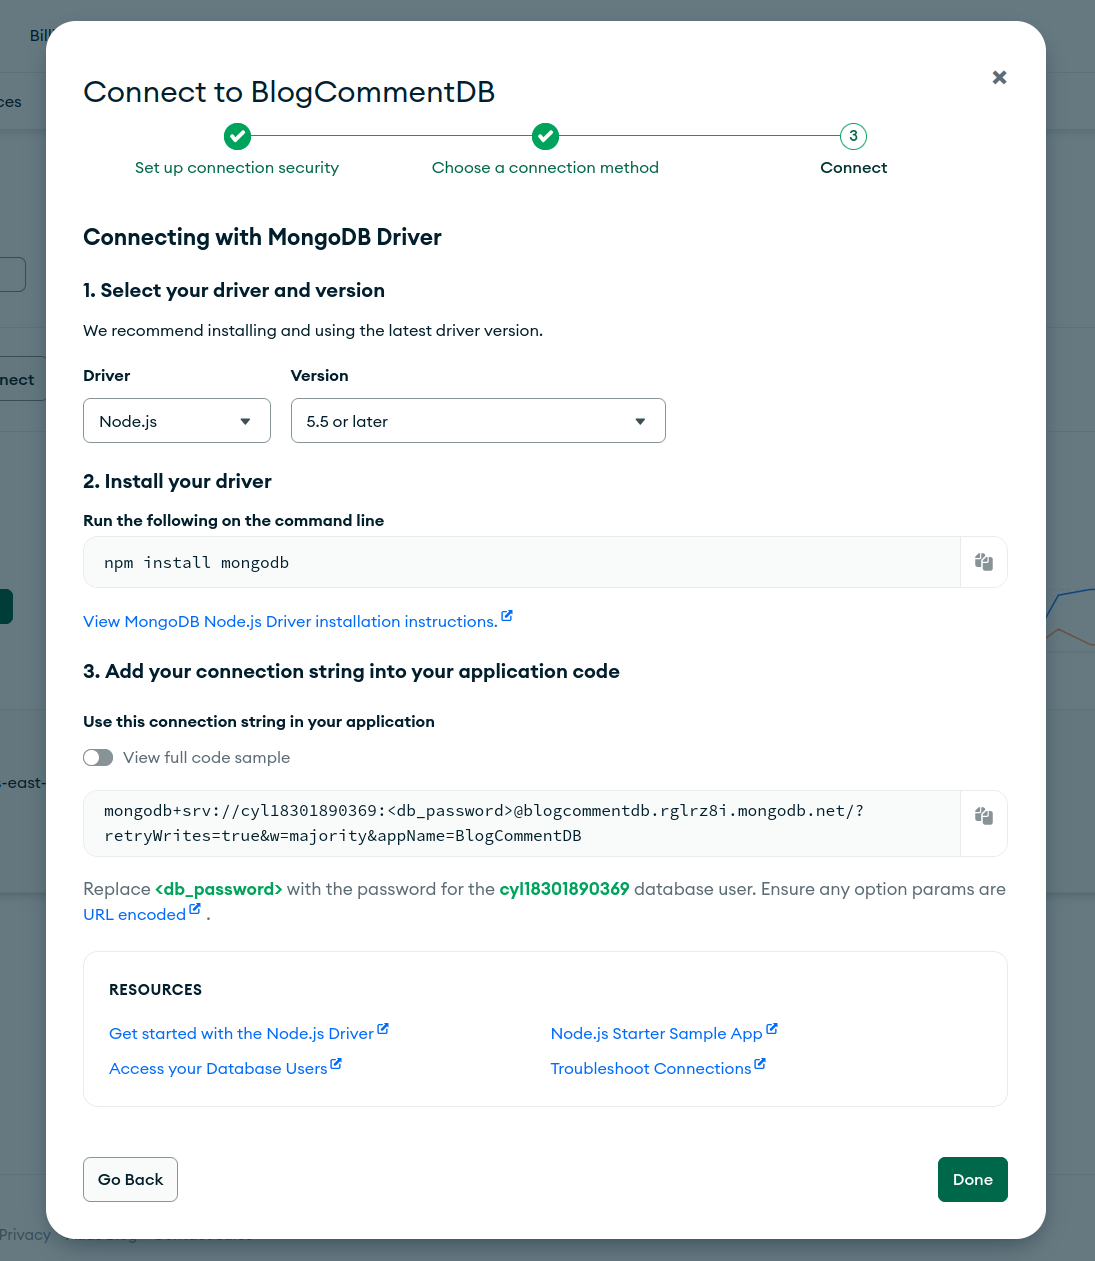 Connect to BlogCommentDB
Set up connection security
Choose a connection method
3
Connect
Connecting with MongoDB Driver
1. Select your driver and version
We recommend installing and using the latest driver version.
Driver
Version
Node.js
5.5 or later
2. Install your driver
Run the following on the command line
npm install mongodb
View MongoDB Node.js Driver installation instructions.
3. Add your connection string into your application code
Use this connection string in your application
View full code sample
mongodb+srv://cyl18301890369:<db_password>@blogcommentdb.rglrz8i.mongodb.net/?
retryWrites=true&w=majority&appName=BlogCommentDB
Replace <db_password> with the password for the cyl18301890369 database user. Ensure any option params are
URL encoded .
RESOURCES
Get started with the Node.js Driver
Node.js Starter Sample App
Access your Database Users
Troubleshoot Connections
Go Back
Done
Privacy